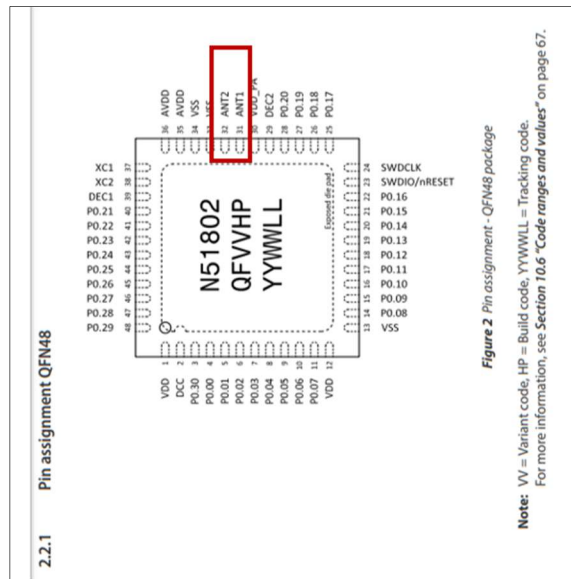 2.2.1 Pin assignment QFN48
36 AVDD
35 AVDD
34 VSS
33 VSS
32 ANT2
31 ANT1
30 VDD_PA
29 DEC2
28 P0.20
27 P0.19
26 P0.18
25 P0.17
XC1 37
XC2 38
DEC1 39
P0.21 40
P0.22 41
P0.23 42
P0.24 43
P0.25 44
P0.26 45
P0.27 46
P0.28 47
P0.29 48
N51802
QFVVHP
YYWWLL
Exposed die pad
24 SWDCLK
23 SWDIO/nRESET
22 P0.16
21 P0.15
20 P0.14
19 P0.13
18 P0.12
17 P0.11
16 P0.10
15 P0.09
14 P0.08
13 VSS
VDD 1
DCC 2
P0.30 3
P0.00 4
P0.01 5
P0.02 6
P0.03 7
P0.04 8
P0.05 9
P0.06 10
P0.07 11
VDD 12
Figure 2 Pin assignment - QFN48 package
Note: VV = Variant code, HP = Build code, YYWWLL = Tracking code.
For more information, see Section 10.6 "Code ranges and values" on page 67.